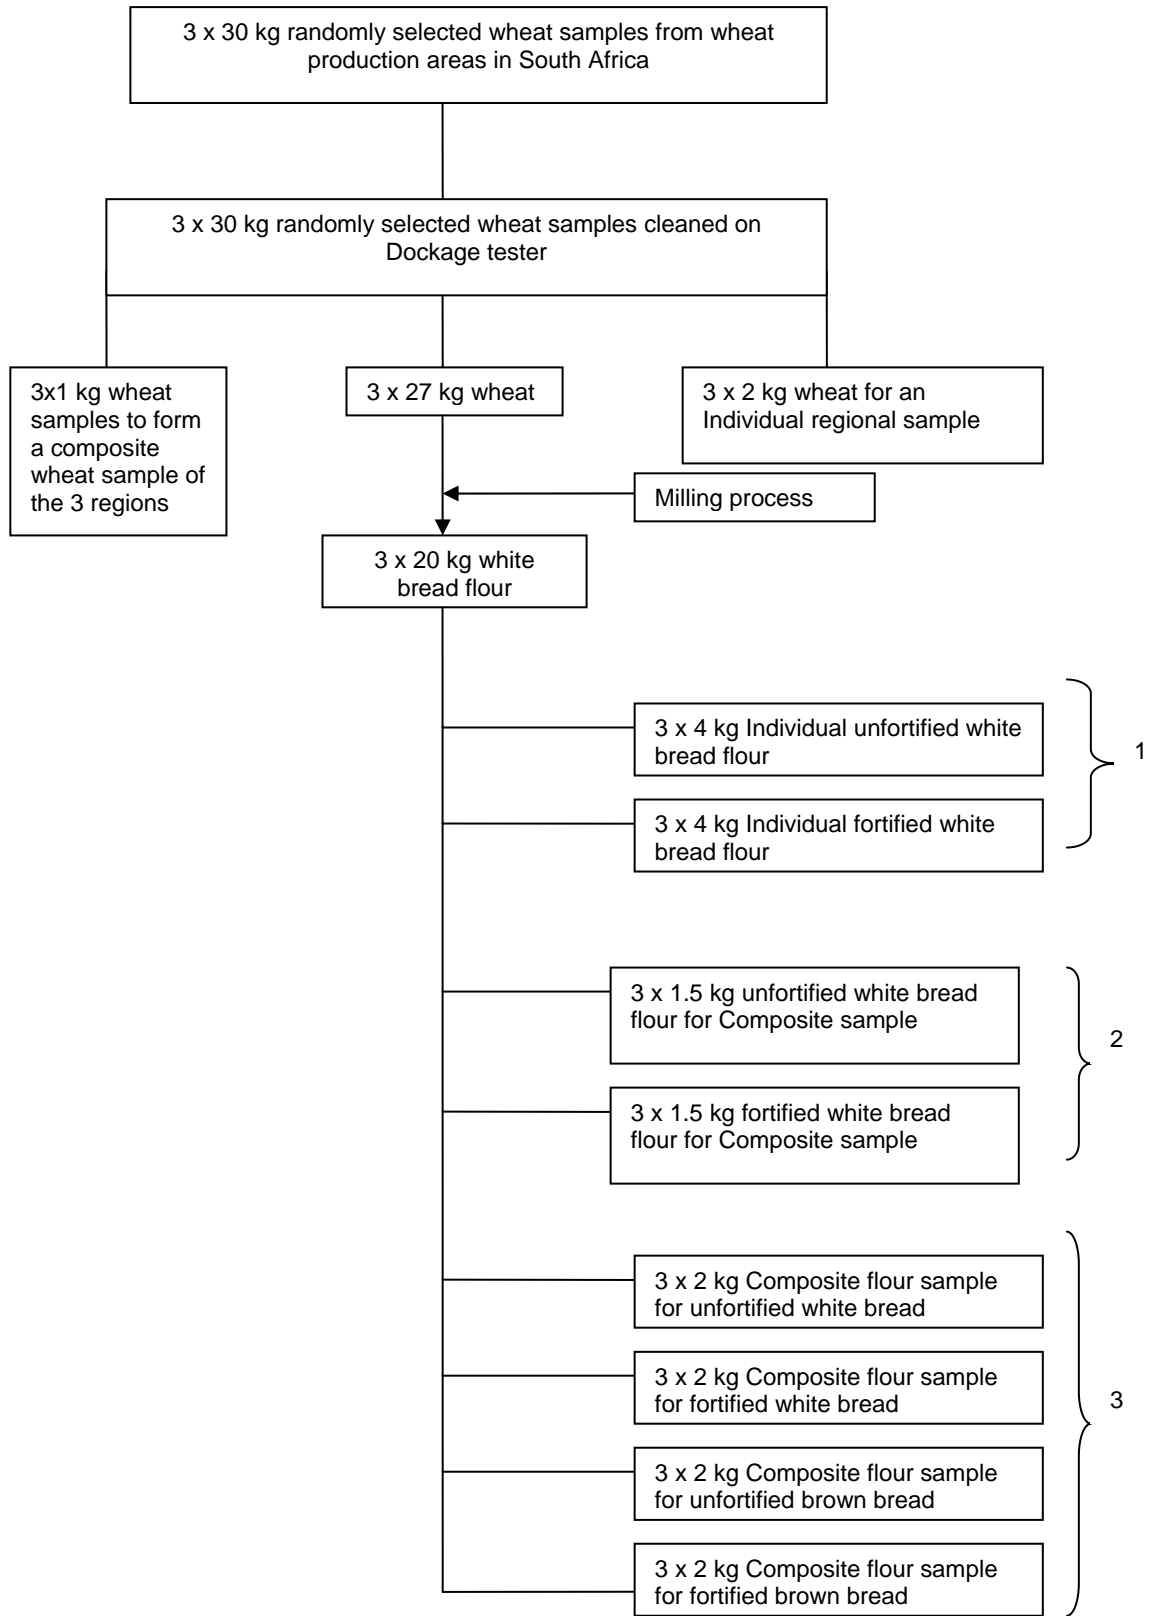 3 x 30 kg randomly selected wheat samples from wheat
production areas in South Africa
3 x 30 kg randomly selected wheat samples cleaned on
Dockage tester
3x1 kg wheat
samples to form
a composite
wheat sample of
the 3 regions
3 x 27 kg wheat
3 x 2 kg wheat for an
Individual regional sample
Milling process
3 x 20 kg white
bread flour
3 x 4 kg Individual unfortified white
bread flour
3 x 4 kg Individual fortified white
bread flour
1
3 x 1.5 kg unfortified white bread
flour for Composite sample
3 x 1.5 kg fortified white bread
flour for Composite sample
2
3 x 2 kg Composite flour sample
for unfortified white bread
3 x 2 kg Composite flour sample
for fortified white bread
3 x 2 kg Composite flour sample
for unfortified brown bread
3 x 2 kg Composite flour sample
for fortified brown bread
3